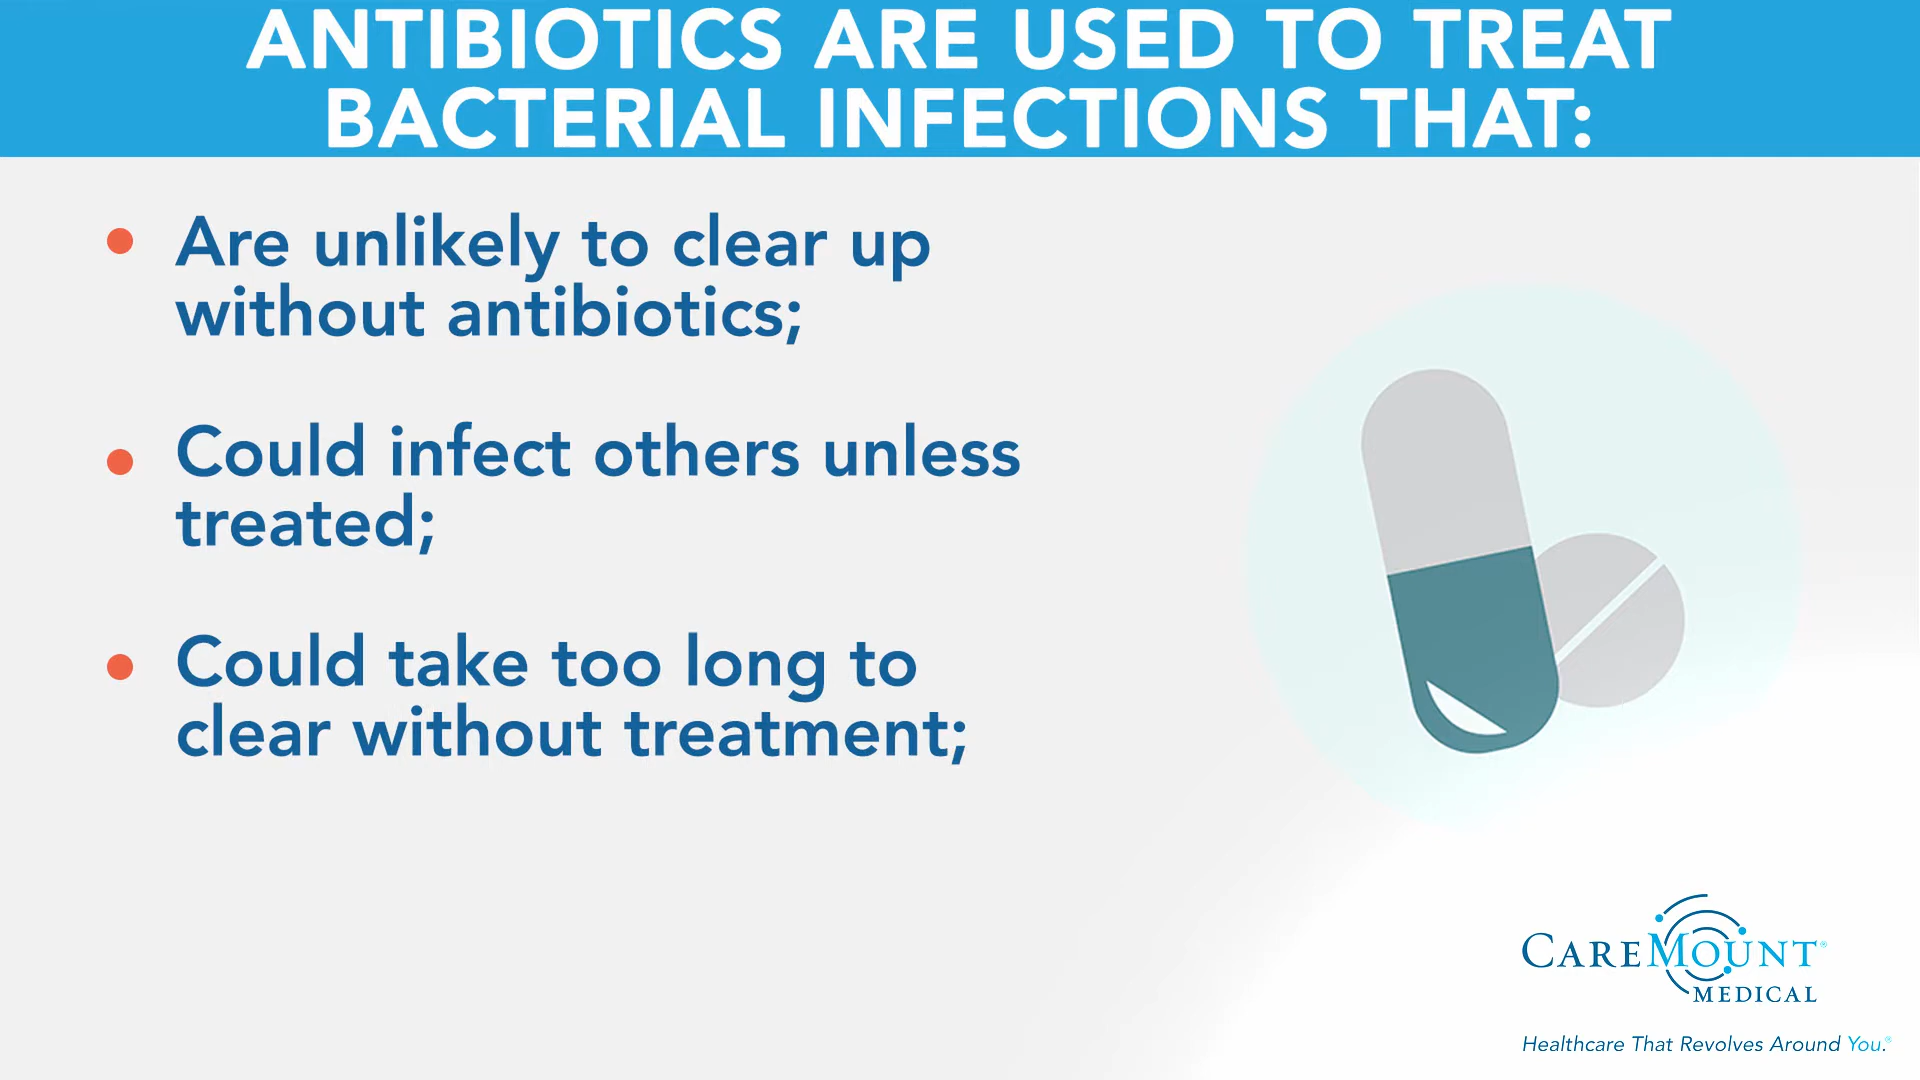 ANTIBIOTICS ARE USED TO TREAT
BACTERIAL INFECTIONS THAT:
• Are unlikely to clear up
without antibiotics;
• Could infect others unless
treated;
• Could take too long to
clear without treatment;
CAREMOUNT®
MEDICAL
Healthcare That Revolves Around You.®